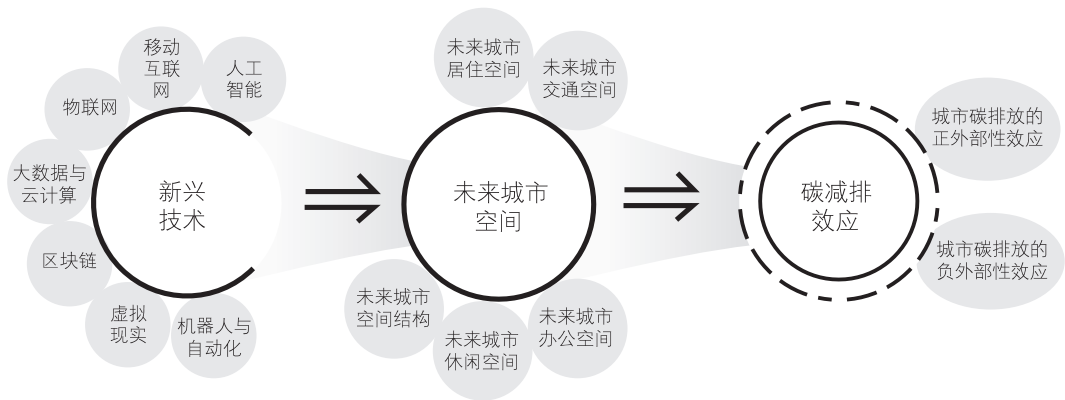 移动
互联
网
人工
智能
物联网
大数据与
云计算
区块链
虚拟
现实
机器人与
自动化
新兴
技术
未来城市
居住空间
未来城市
交通空间
未来城市
空间
未来城市
空间结构
未来城市
休闲空间
未来城市
办公空间
碳减排
效应
城市碳排放的
正外部性效应
城市碳排放的
负外部性效应